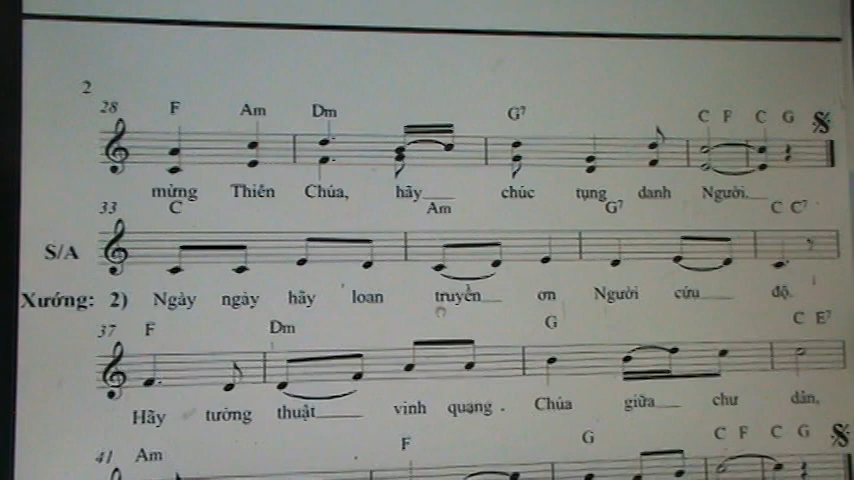 2
28 F Am Dm G7 C F C G
mừng Thiên Chúa, hãy chúc tụng danh Người.
33 C Am G7 C C7
S/A
Xướng: 2) Ngày ngày hãy loan truyền ơn Người cứu độ.
37 F Dm G C E7
Hãy tường thuật vinh quang . Chúa giữa chư dân,
41 Am F G C F C G